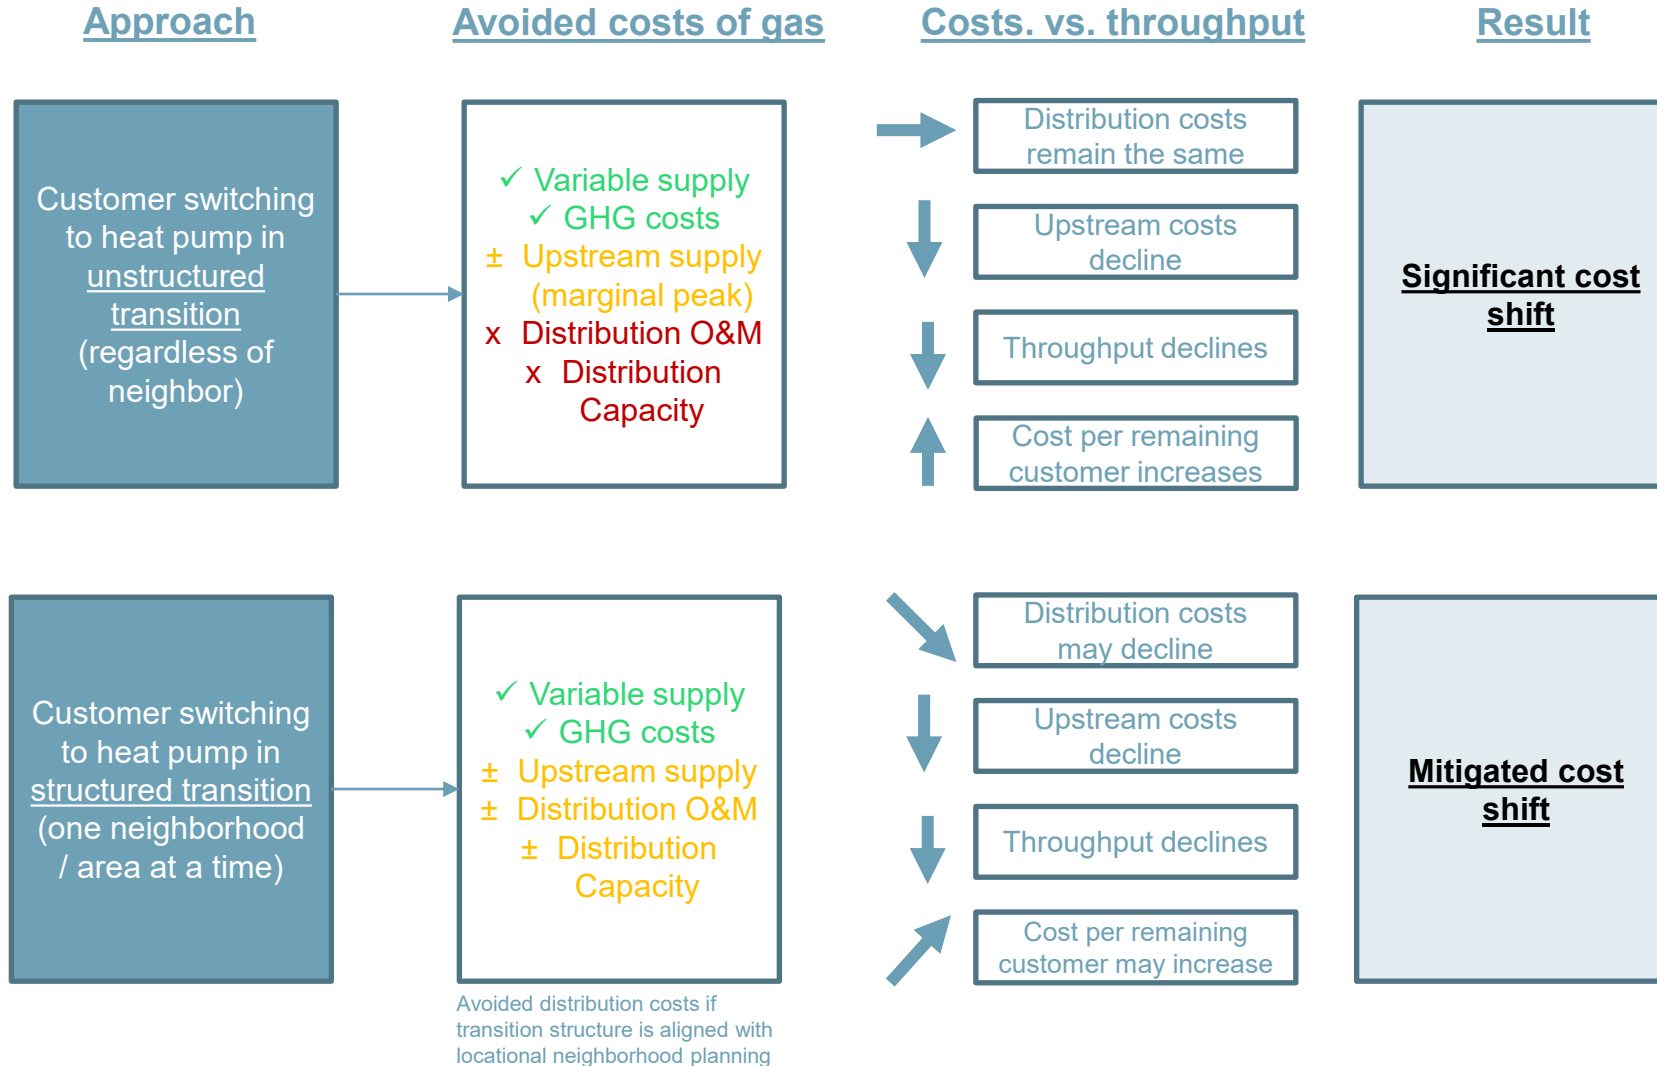 Approach
Avoided costs of gas
Costs. vs. throughput
Result
Customer switching
to heat pump in
unstructured
transition
(regardless of
neighbor)
✓ Variable supply
✓ GHG costs
± Upstream supply
(marginal peak)
x Distribution O&M
x Distribution
Capacity
Distribution costs
remain the same
Upstream costs
decline
Throughput declines
Cost per remaining
customer increases
Significant cost
shift
Customer switching
to heat pump in
structured transition
(one neighborhood
/ area at a time)
✓ Variable supply
✓ GHG costs
± Upstream supply
± Distribution O&M
± Distribution
Capacity
Avoided distribution costs if
transition structure is aligned with
locational neighborhood planning
Distribution costs
may decline
Upstream costs
decline
Throughput declines
Cost per remaining
customer may increase
Mitigated cost
shift